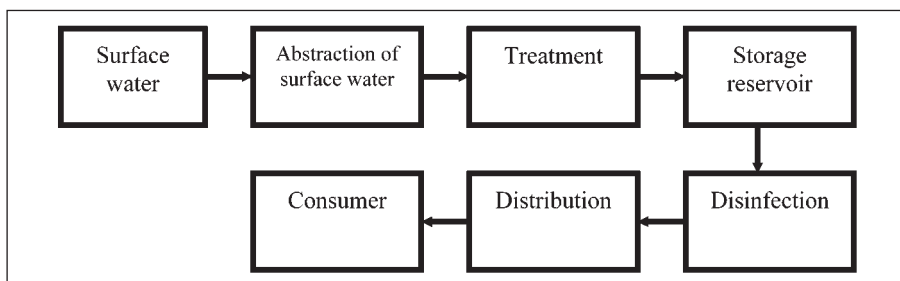 Surface
water
Abstraction of
surface water
Treatment
Storage
reservoir
Disinfection
Distribution
Consumer